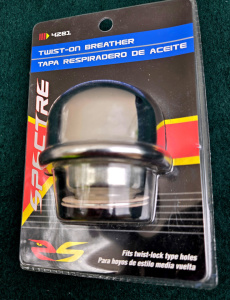 4281
TWIST-ON BREATHER
TAPA RESPIRADERO DE ACEITE
SPECTRE
Fits twist-lock type holes
Para hoyos de estilo media vuelta